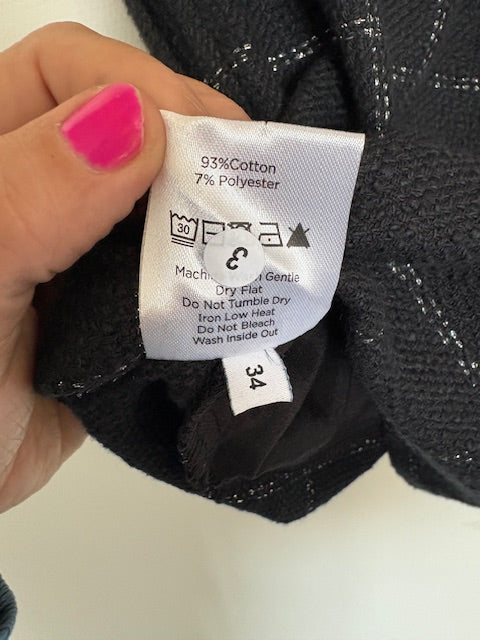 93%Cotton
7% Polyester
30
3
Gentle
Dry Flat
Do Not Tumble Dry
Iron Low Heat
Do Not Bleach
Wash Inside Out
34